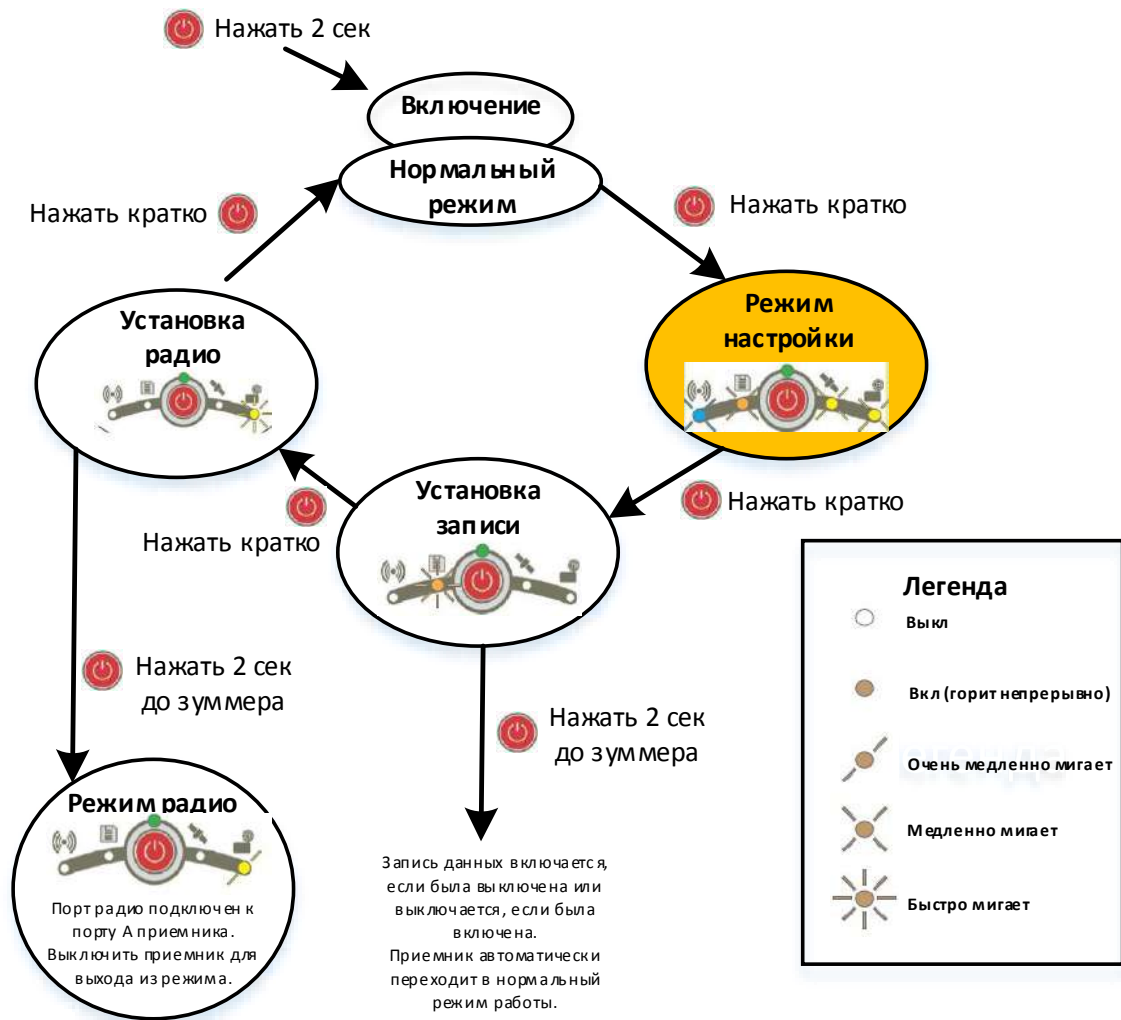 Нажать 2 сек
Включение
Нормальный
режим
Нажать кратко
Нажать кратко
Установка
радио
Режим
настройки
Нажать кратко
Установка
записи
Нажать кратко
Нажать 2 сек
до зуммера
Нажать 2 сек
до зуммера
Режим радио
Порт радио подключен к
порту А приемника.
Выключить приемник для
выхода из режима.
Запись данных включается,
если была выключена или
выключается, если была
включена.
Приемник автоматически
переходит в нормальный
режим работы.
Легенда
Выкл
Вкл (горит непрерывно)
Очень медленно мигает
Медленно мигает
Быстро мигает